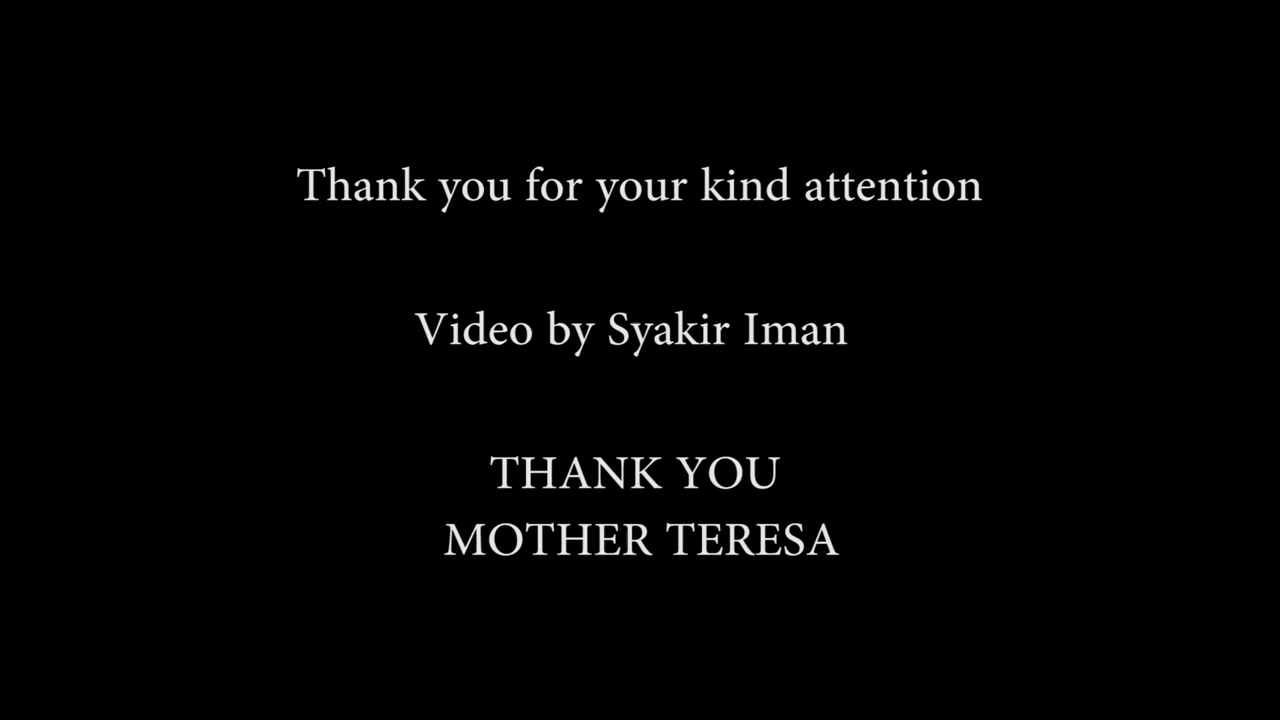 Thank you for your kind attention
Video by Syakir Iman
THANK YOU
MOTHER TERESA